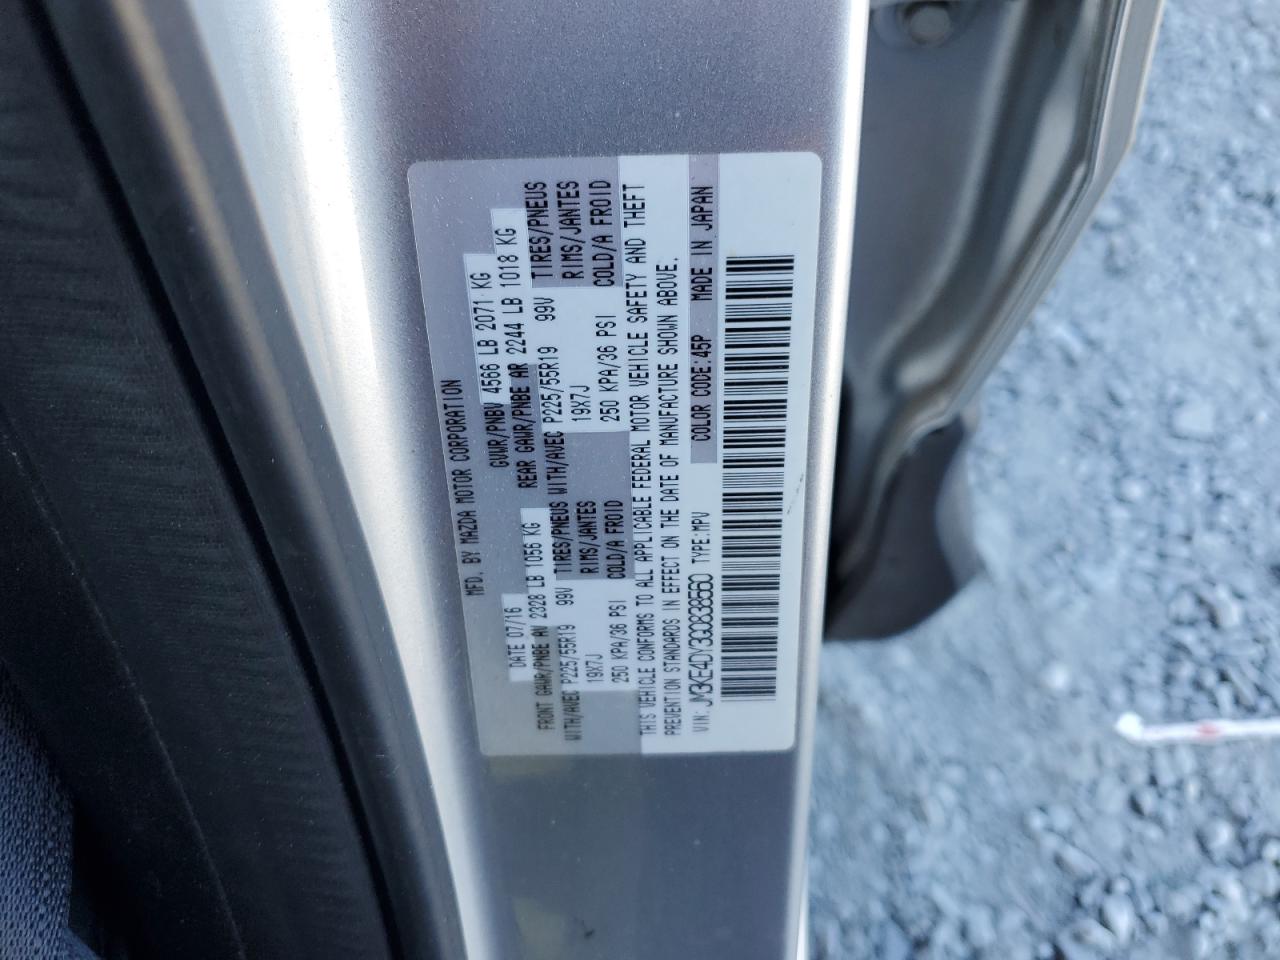 MFD. BY MAZDA MOTOR CORPORATION
DATE 07/16 GVWR/PNBV 4566 LB 2071 KG
FRONT GAWR/PNBE AV 2328 LB 1056 KG REAR GAWR/PNBE AR 2244 LB 1018 KG
WITH/AVEC P225/55R19 99V TIRES/PNEUS WITH/AVEC P225/55R19 99V TIRES/PNEUS
19X7J RIMS/JANTES 19X7J RIMS/JANTES
250 KPA/36 PSI COLD/A FROID 250 KPA/36 PSI COLD/A FROID
THIS VEHICLE CONFORMS TO ALL APPLICABLE FEDERAL MOTOR VEHICLE SAFETY AND THEFT
PREVENTION STANDARDS IN EFFECT ON THE DATE OF MANUFACTURE SHOWN ABOVE.
VIN: JM3KE4DY3G0838560 TYPE:MPV COLOR CODE:45P MADE IN JAPAN